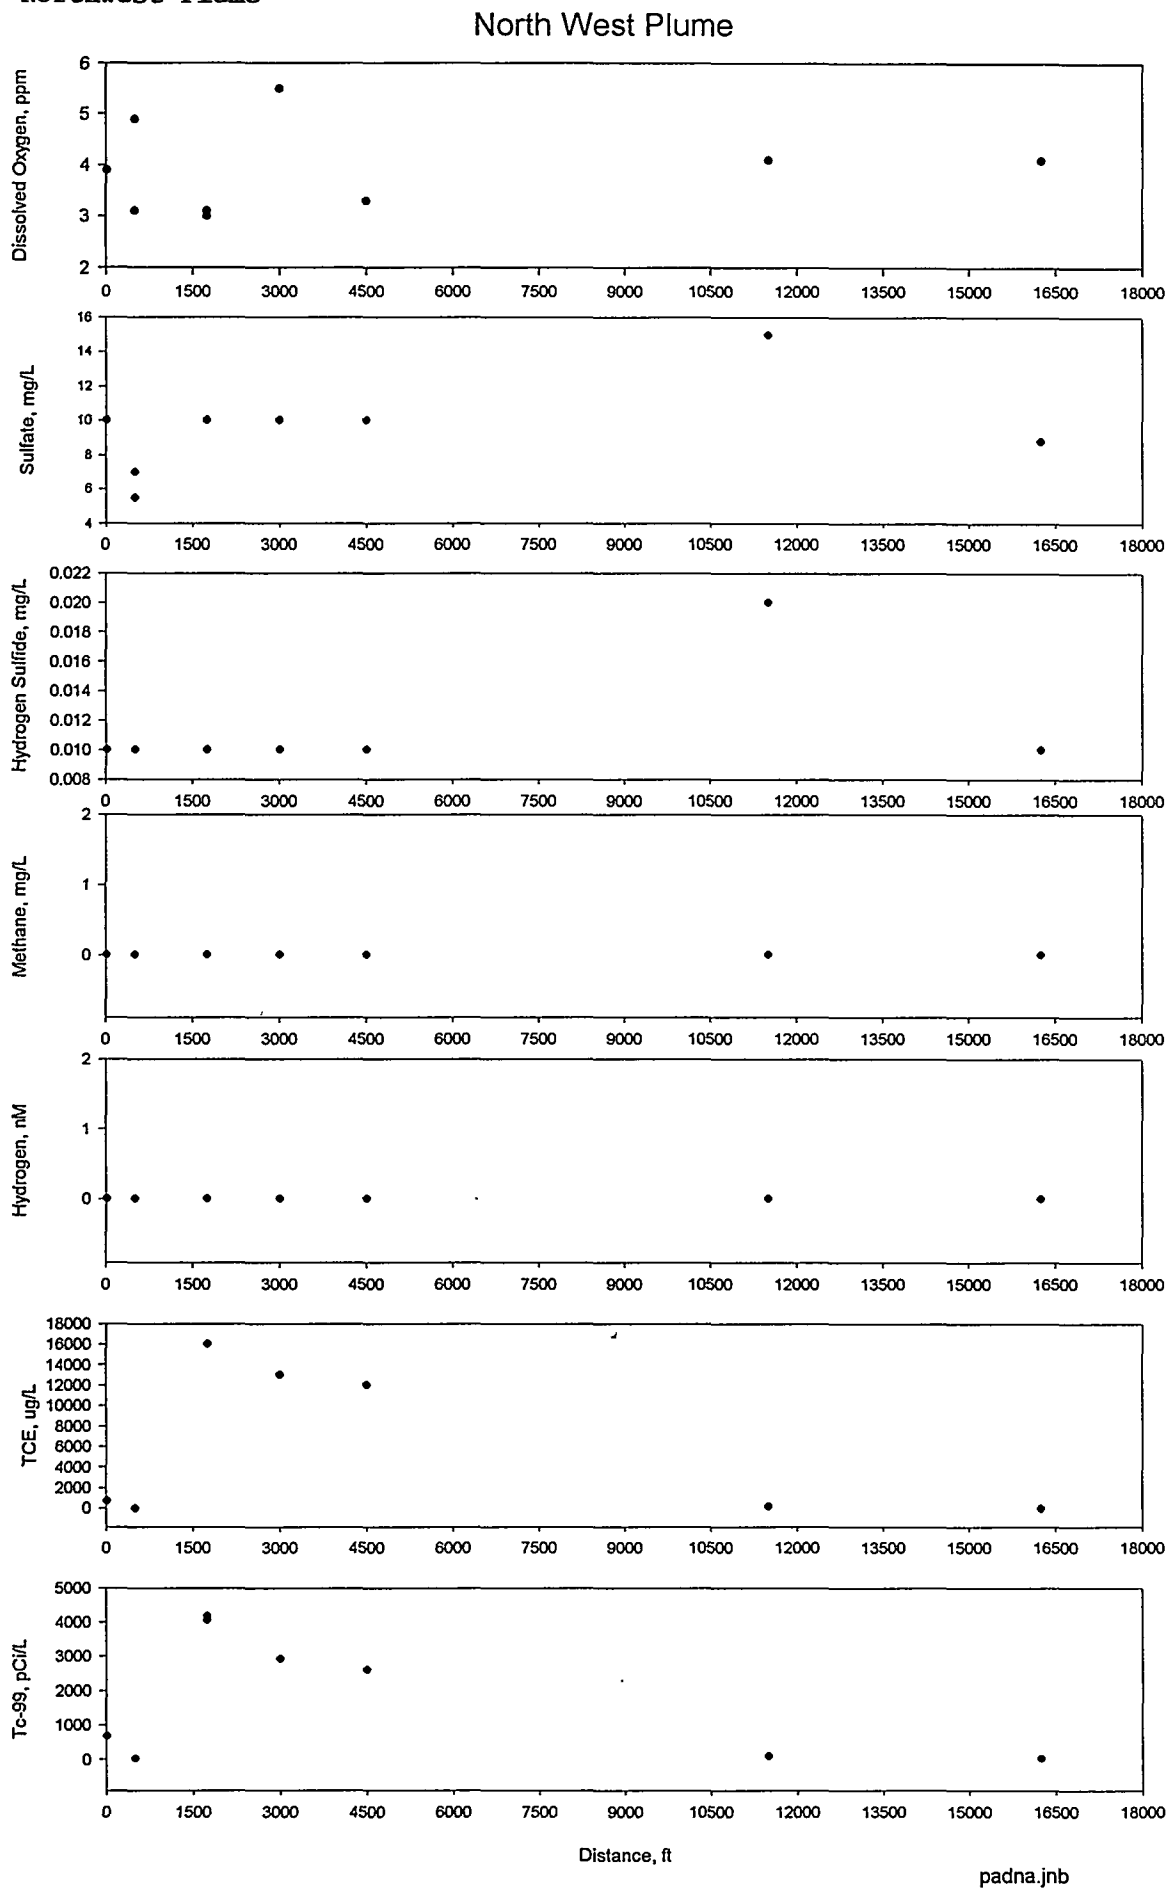 North West Plume
Dissolved Oxygen, ppm
6
5
4
3
2
0 1500 3000 4500 6000 7500 9000 10500 12000 13500 15000 16500 18000
Sulfate, mg/L
16
14
12
10
8
6
4
0 1500 3000 4500 6000 7500 9000 10500 12000 13500 15000 16500 18000
Hydrogen Sulfide, mg/L
0.022
0.020
0.018
0.016
0.014
0.012
0.010
0.008
0 1500 3000 4500 6000 7500 9000 10500 12000 13500 15000 16500 18000
Methane, mg/L
2
1
0
0 1500 3000 4500 6000 7500 9000 10500 12000 13500 15000 16500 18000
Hydrogen, nM
2
1
0
0 1500 3000 4500 6000 7500 9000 10500 12000 13500 15000 16500 18000
TCE, ug/L
18000
16000
14000
12000
10000
8000
6000
4000
2000
0
0 1500 3000 4500 6000 7500 9000 10500 12000 13500 15000 16500 18000
Tc-99, pCi/L
5000
4000
3000
2000
1000
0
0 1500 3000 4500 6000 7500 9000 10500 12000 13500 15000 16500 18000
Distance, ft
padna.jnb